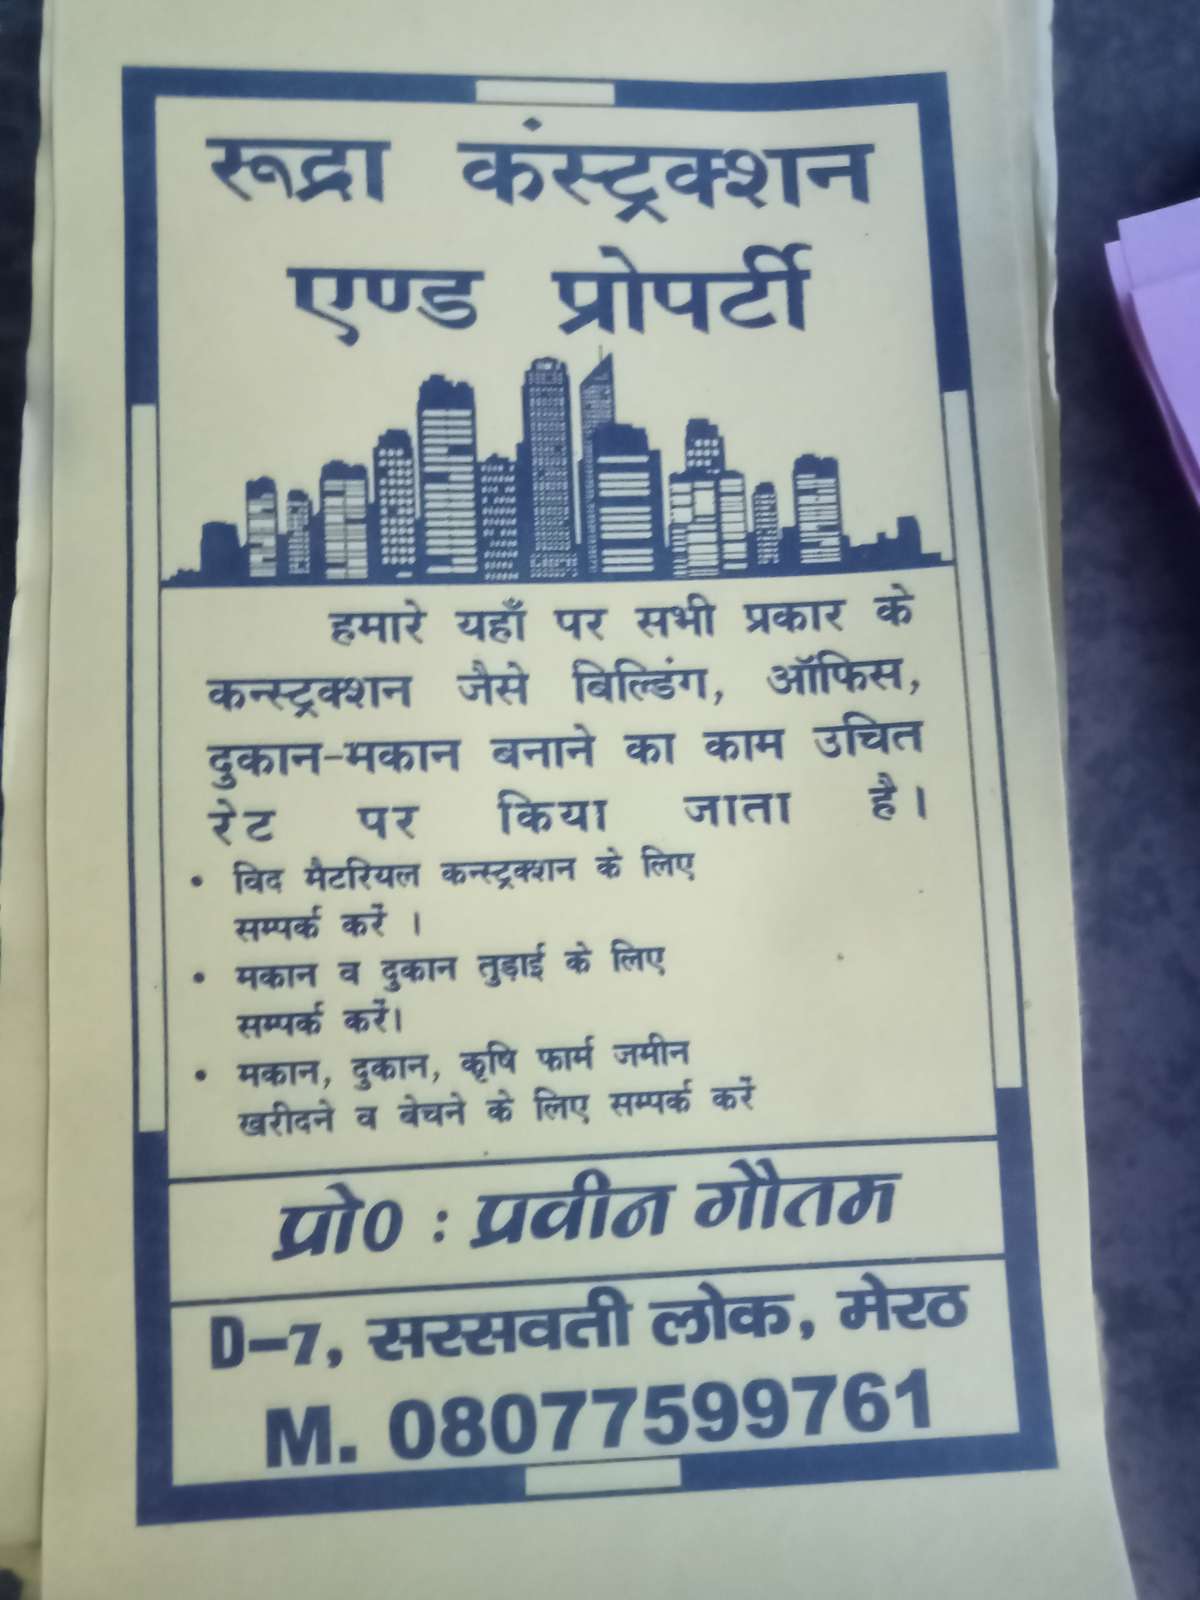 रूद्रा कंस्ट्रक्शन
एण्ड प्रोपर्टी
हमारे यहाँ पर सभी प्रकार के
कन्स्ट्रक्शन जैसे बिल्डिंग, ऑफिस,
दुकान-मकान बनाने का काम उचित
रेट पर किया जाता है।
• विद मैटरियल कन्स्ट्रक्शन के लिए
सम्पर्क करें ।
• मकान व दुकान तुड़ाई के लिए
सम्पर्क करें।
• मकान, दुकान, कृषि फार्म जमीन
खरीदने व बेचने के लिए सम्पर्क करें
प्रो0 : प्रवीन गौतम
D-7, सरसवती लोक, मेरठ
M. 08077599761